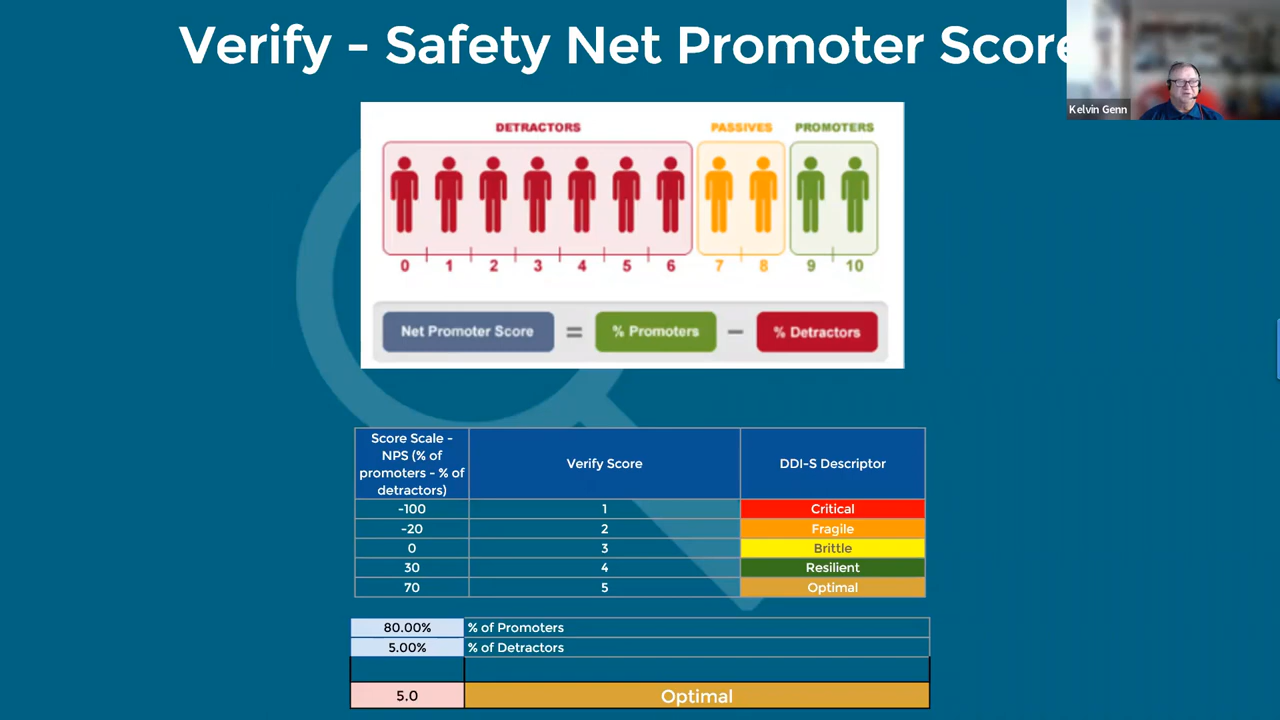 Verify - Safety Net Promoter Score
Kelvin Genn
DETRACTORS PASSIVES PROMOTERS
0 1 2 3 4 5 6 7 8 9 10
Net Promoter Score = % Promoters – % Detractors
Score Scale -
NPS (% of
promoters - % of
detractors)
Verify Score
DDI-S Descriptor
-100 1 Critical
-20 2 Fragile
0 3 Brittle
30 4 Resilient
70 5 Optimal
80.00% % of Promoters
5.00% % of Detractors
5.0 Optimal